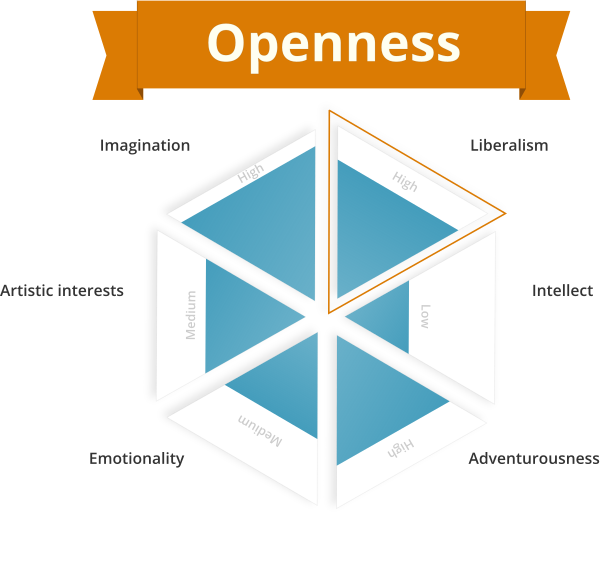 Openness
Imagination
Liberalism
High
High
Artistic interests
Medium
Low
Intellect
Medium
High
Emotionality
Adventurousness